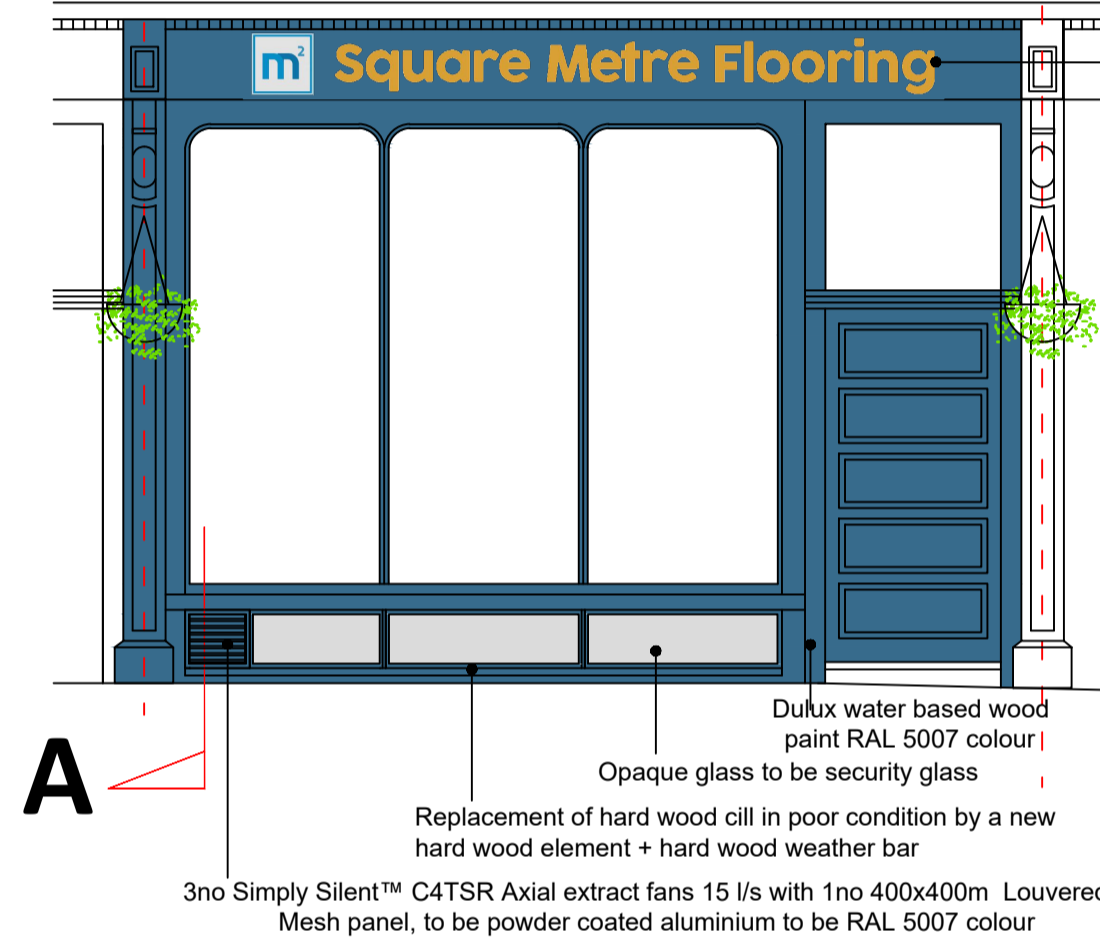 m² Square Metre Flooring
Dulux water based wood
paint RAL 5007 colour
Opaque glass to be security glass
A
Replacement of hard wood cill in poor condition by a new
hard wood element + hard wood weather bar
3no Simply Silent™ C4TSR Axial extract fans 15 l/s with 1no 400x400m Louvered
Mesh panel, to be powder coated aluminium to be RAL 5007 colour